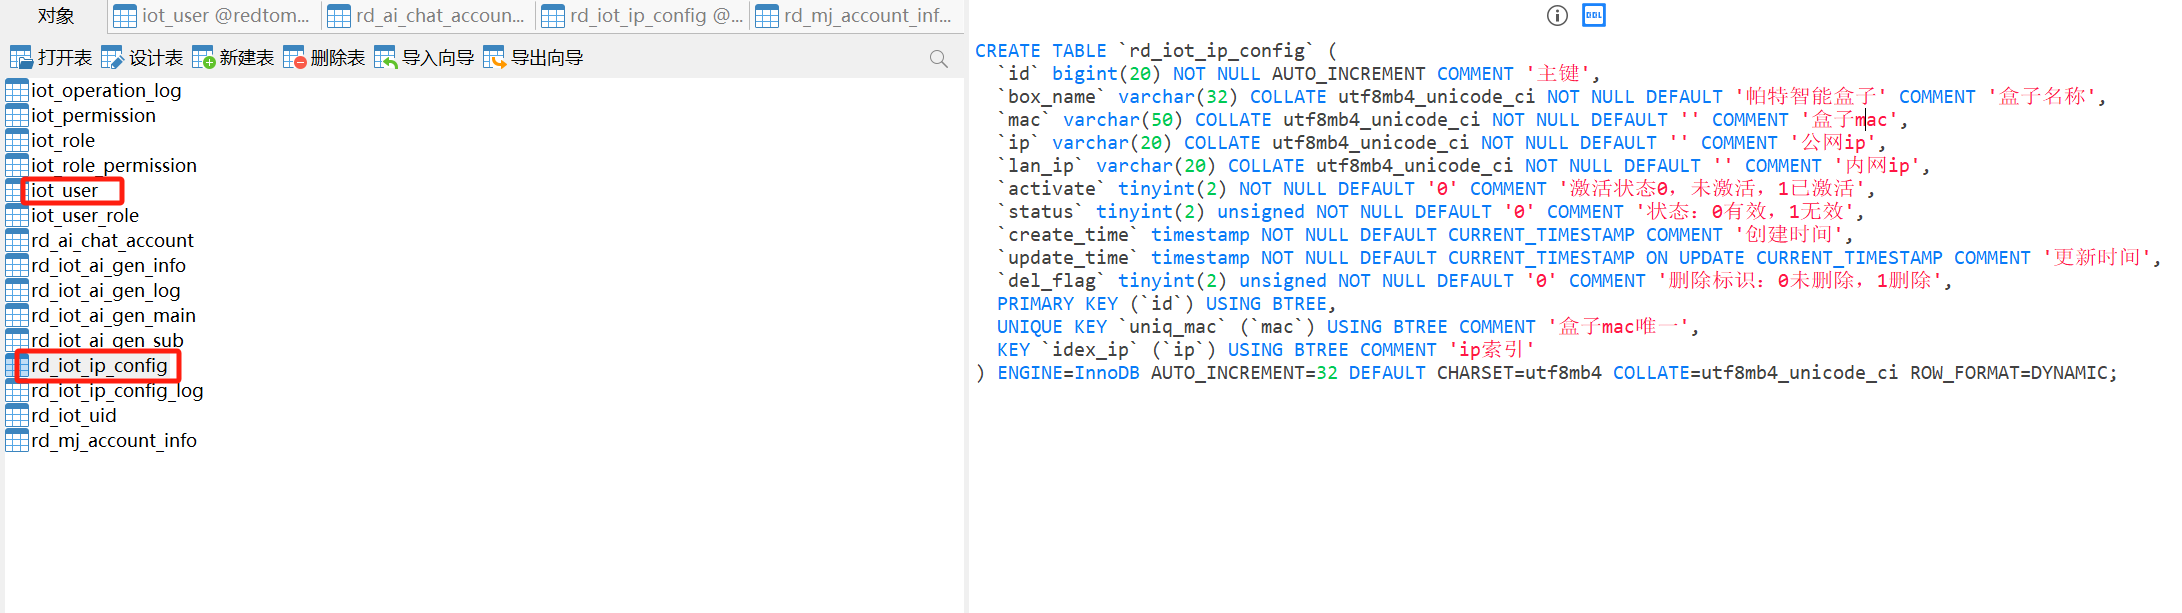 对象
iot_user @redtom...
rd_ai_chat_accoun...
rd_iot_ip_config @...
rd_mj_account_inf...
打开表 设计表 新建表 删除表 导入向导 导出向导
iot_operation_log
iot_permission
iot_role
iot_role_permission
iot_user
iot_user_role
rd_ai_chat_account
rd_iot_ai_gen_info
rd_iot_ai_gen_log
rd_iot_ai_gen_main
rd_iot_ai_gen_sub
rd_iot_ip_config
rd_iot_ip_config_log
rd_iot_uid
rd_mj_account_info
DDL
CREATE TABLE `rd_iot_ip_config` (
  `id` bigint(20) NOT NULL AUTO_INCREMENT COMMENT '主键',
  `box_name` varchar(32) COLLATE utf8mb4_unicode_ci NOT NULL DEFAULT '帕特智能盒子' COMMENT '盒子名称',
  `mac` varchar(50) COLLATE utf8mb4_unicode_ci NOT NULL DEFAULT '' COMMENT '盒子mac',
  `ip` varchar(20) COLLATE utf8mb4_unicode_ci NOT NULL DEFAULT '' COMMENT '公网ip',
  `lan_ip` varchar(20) COLLATE utf8mb4_unicode_ci NOT NULL DEFAULT '' COMMENT '内网ip',
  `activate` tinyint(2) NOT NULL DEFAULT '0' COMMENT '激活状态0，未激活，1已激活',
  `status` tinyint(2) unsigned NOT NULL DEFAULT '0' COMMENT '状态：0有效，1无效',
  `create_time` timestamp NOT NULL DEFAULT CURRENT_TIMESTAMP COMMENT '创建时间',
  `update_time` timestamp NOT NULL DEFAULT CURRENT_TIMESTAMP ON UPDATE CURRENT_TIMESTAMP COMMENT '更新时间',
  `del_flag` tinyint(2) unsigned NOT NULL DEFAULT '0' COMMENT '删除标识：0未删除，1删除',
  PRIMARY KEY (`id`) USING BTREE,
  UNIQUE KEY `uniq_mac` (`mac`) USING BTREE COMMENT '盒子mac唯一',
  KEY `idex_ip` (`ip`) USING BTREE COMMENT 'ip索引'
) ENGINE=InnoDB AUTO_INCREMENT=32 DEFAULT CHARSET=utf8mb4 COLLATE=utf8mb4_unicode_ci ROW_FORMAT=DYNAMIC;